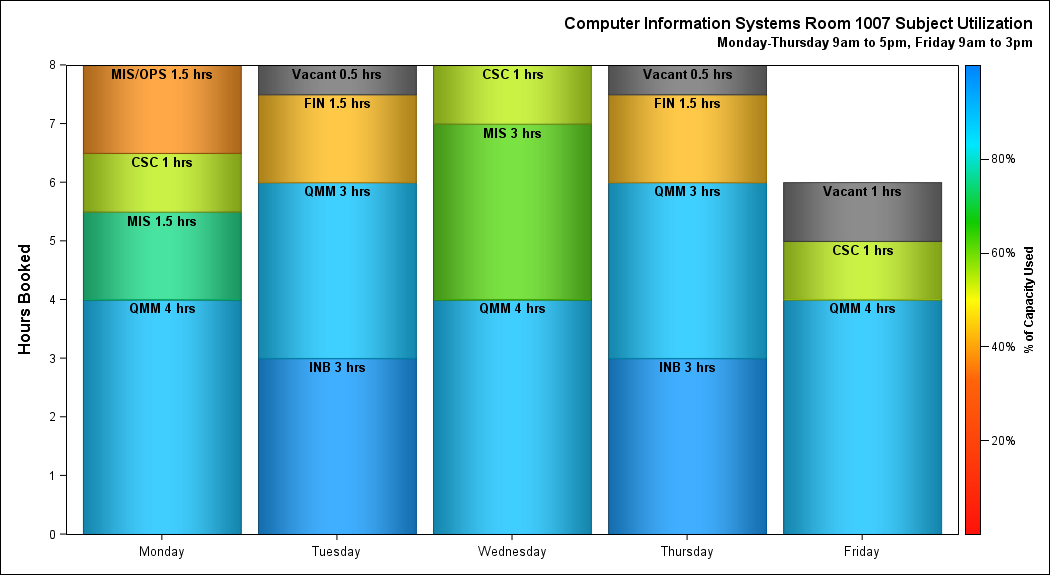 Computer Information Systems Room 1007 Subject Utilization
Monday-Thursday 9am to 5pm, Friday 9am to 3pm
Hours Booked
8
7
6
5
4
3
2
1
0
MIS/OPS 1.5 hrs
CSC 1 hrs
MIS 1.5 hrs
QMM 4 hrs
Vacant 0.5 hrs
FIN 1.5 hrs
QMM 3 hrs
INB 3 hrs
CSC 1 hrs
MIS 3 hrs
QMM 4 hrs
Vacant 0.5 hrs
FIN 1.5 hrs
QMM 3 hrs
INB 3 hrs
Vacant 1 hrs
CSC 1 hrs
QMM 4 hrs
Monday
Tuesday
Wednesday
Thursday
Friday
80%
60%
40%
20%
% of Capacity Used